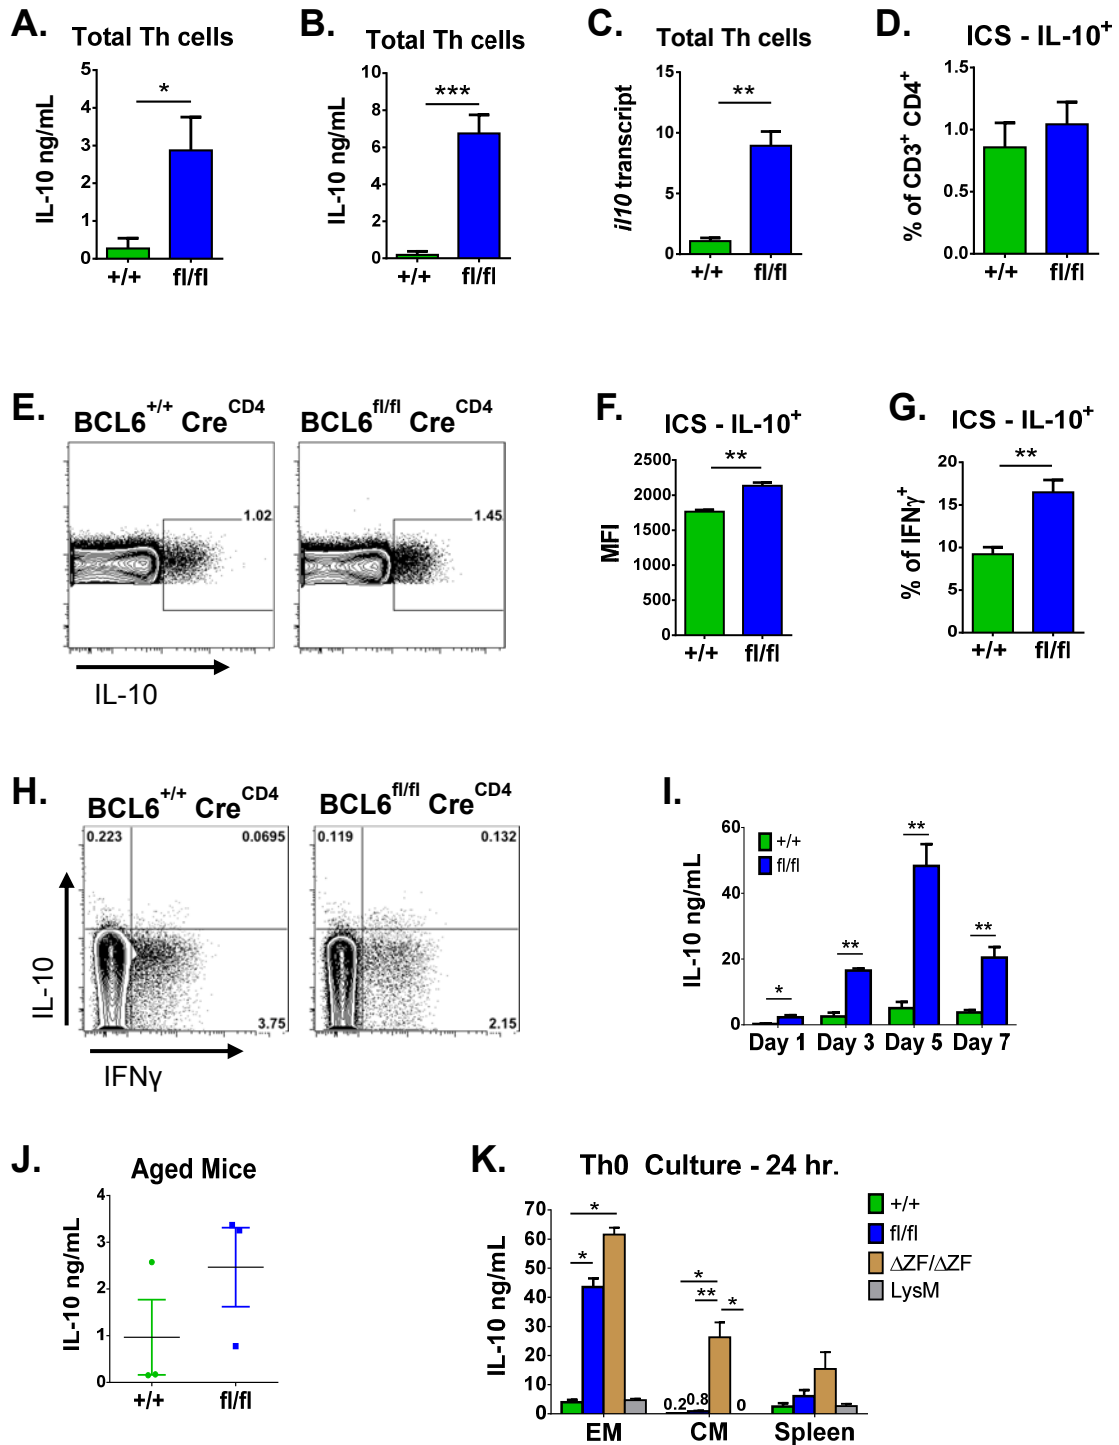 A.
Total Th cells
*
IL-10 ng/mL
5
4
3
2
1
0
+/+ fl/fl
B.
Total Th cells
***
IL-10 ng/mL
10
8
6
4
2
0
+/+ fl/fl
C.
Total Th cells
**
il10 transcript
15
10
5
0
+/+ fl/fl
D.
ICS - IL-10⁺
% of CD3⁺ CD4⁺
1.5
1.0
0.5
0.0
+/+ fl/fl
E.
BCL6⁺/⁺ Creᶜᴰ⁴
BCL6ᶠˡ/ᶠˡ Creᶜᴰ⁴
1.02
1.45
IL-10
F.
ICS - IL-10⁺
**
MFI
2500
2000
1500
1000
500
0
+/+ fl/fl
G.
ICS - IL-10⁺
**
% of IFNγ⁺
20
15
10
5
0
+/+ fl/fl
H.
BCL6⁺/⁺ Creᶜᴰ⁴
BCL6ᶠˡ/ᶠˡ Creᶜᴰ⁴
0.223 0.0695
3.75
0.119 0.132
2.15
IL-10
IFNγ
I.
+/+
fl/fl
IL-10 ng/mL
60
40
20
0
*
**
**
**
Day 1 Day 3 Day 5 Day 7
J.
Aged Mice
IL-10 ng/mL
4
3
2
1
0
+/+ fl/fl
K.
Th0 Culture - 24 hr.
+/+
fl/fl
ΔZF/ΔZF
LysM
IL-10 ng/mL
70
60
50
40
30
20
10
0
*
*
*
**
*
0.2 0.8 0
EM CM Spleen